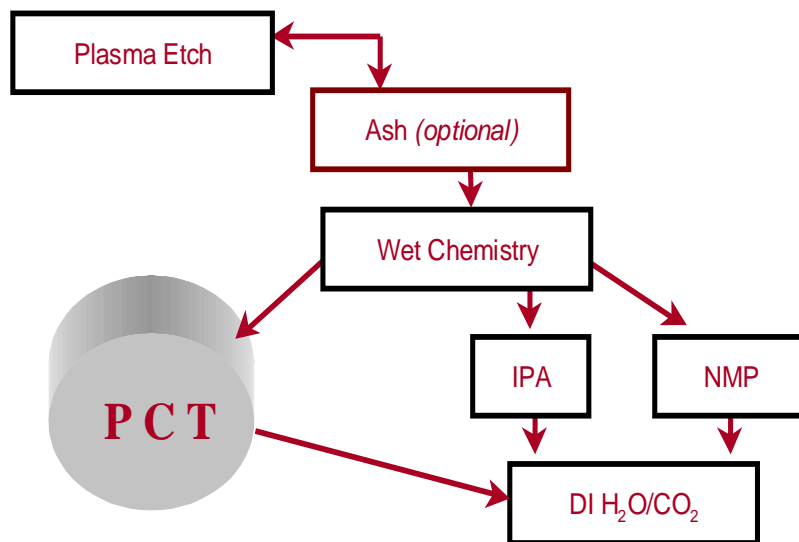 Plasma Etch
Ash (optional)
Wet Chemistry
IPA
NMP
P C T
DI H₂O/CO₂